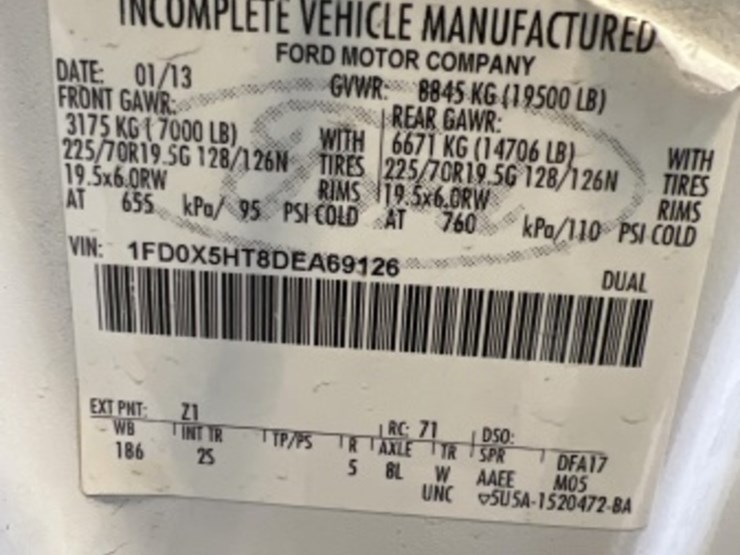 INCOMPLETE VEHICLE MANUFACTURED
FORD MOTOR COMPANY
DATE: 01/13 GVWR: 8845 KG (19500 LB)
FRONT GAWR: REAR GAWR:
3175 KG ( 7000 LB) WITH 6671 KG (14706 LB) WITH
225/70R19.5G 128/126N TIRES 225/70R19.5G 128/126N TIRES
19.5x6.0RW RIMS 19.5x6.0RW RIMS
AT 655 kPa/ 95 PSI COLD AT 760 kPa/110 PSI COLD
VIN: 1FD0X5HT8DEA69126 DUAL
EXT PNT: Z1 RC: 71 DSO:
WB INT TR TP/PS R AXLE TR SPR DFA17
186 2S 5 8L W AAEE M05
UNC 5U5A-1520472-BA